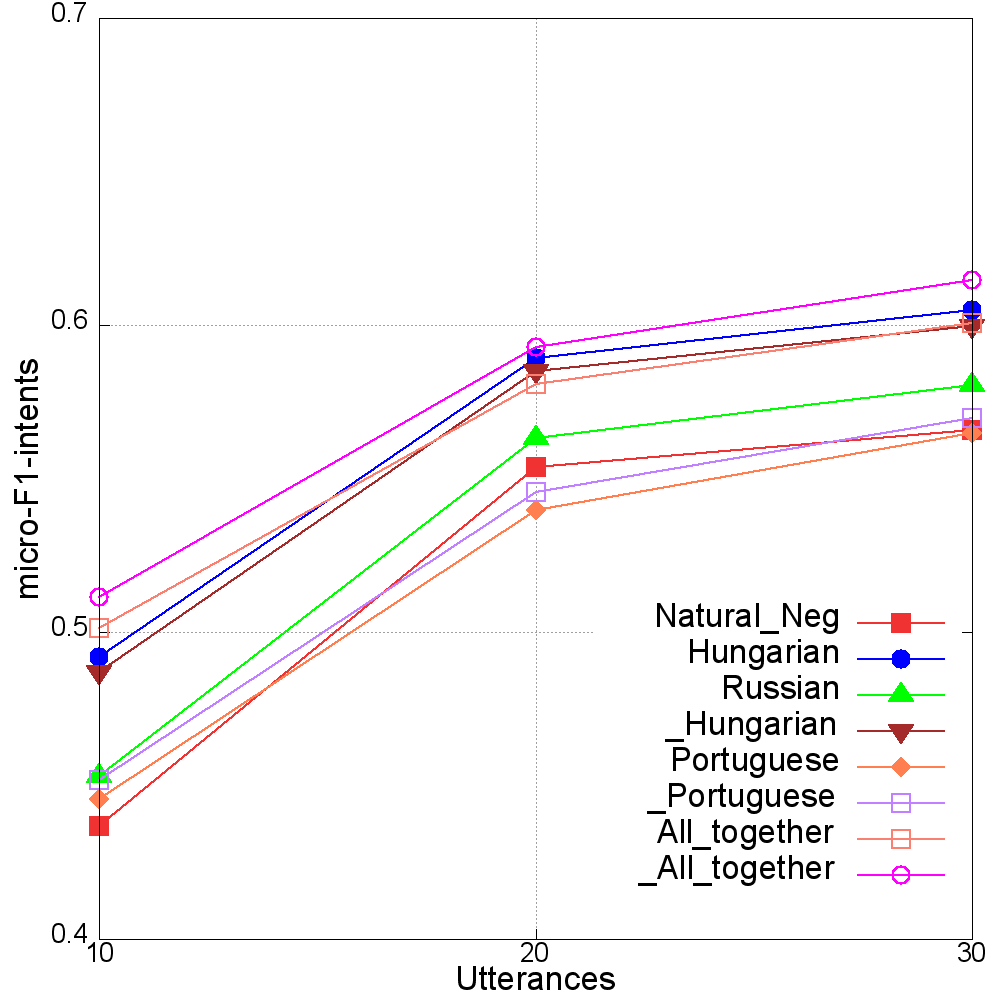 0.7
0.6
0.5
0.4
micro-F1-intents
Natural_Neg
Hungarian
Russian
_Hungarian
Portuguese
_Portuguese
All_together
_All_together
10 20 30
Utterances